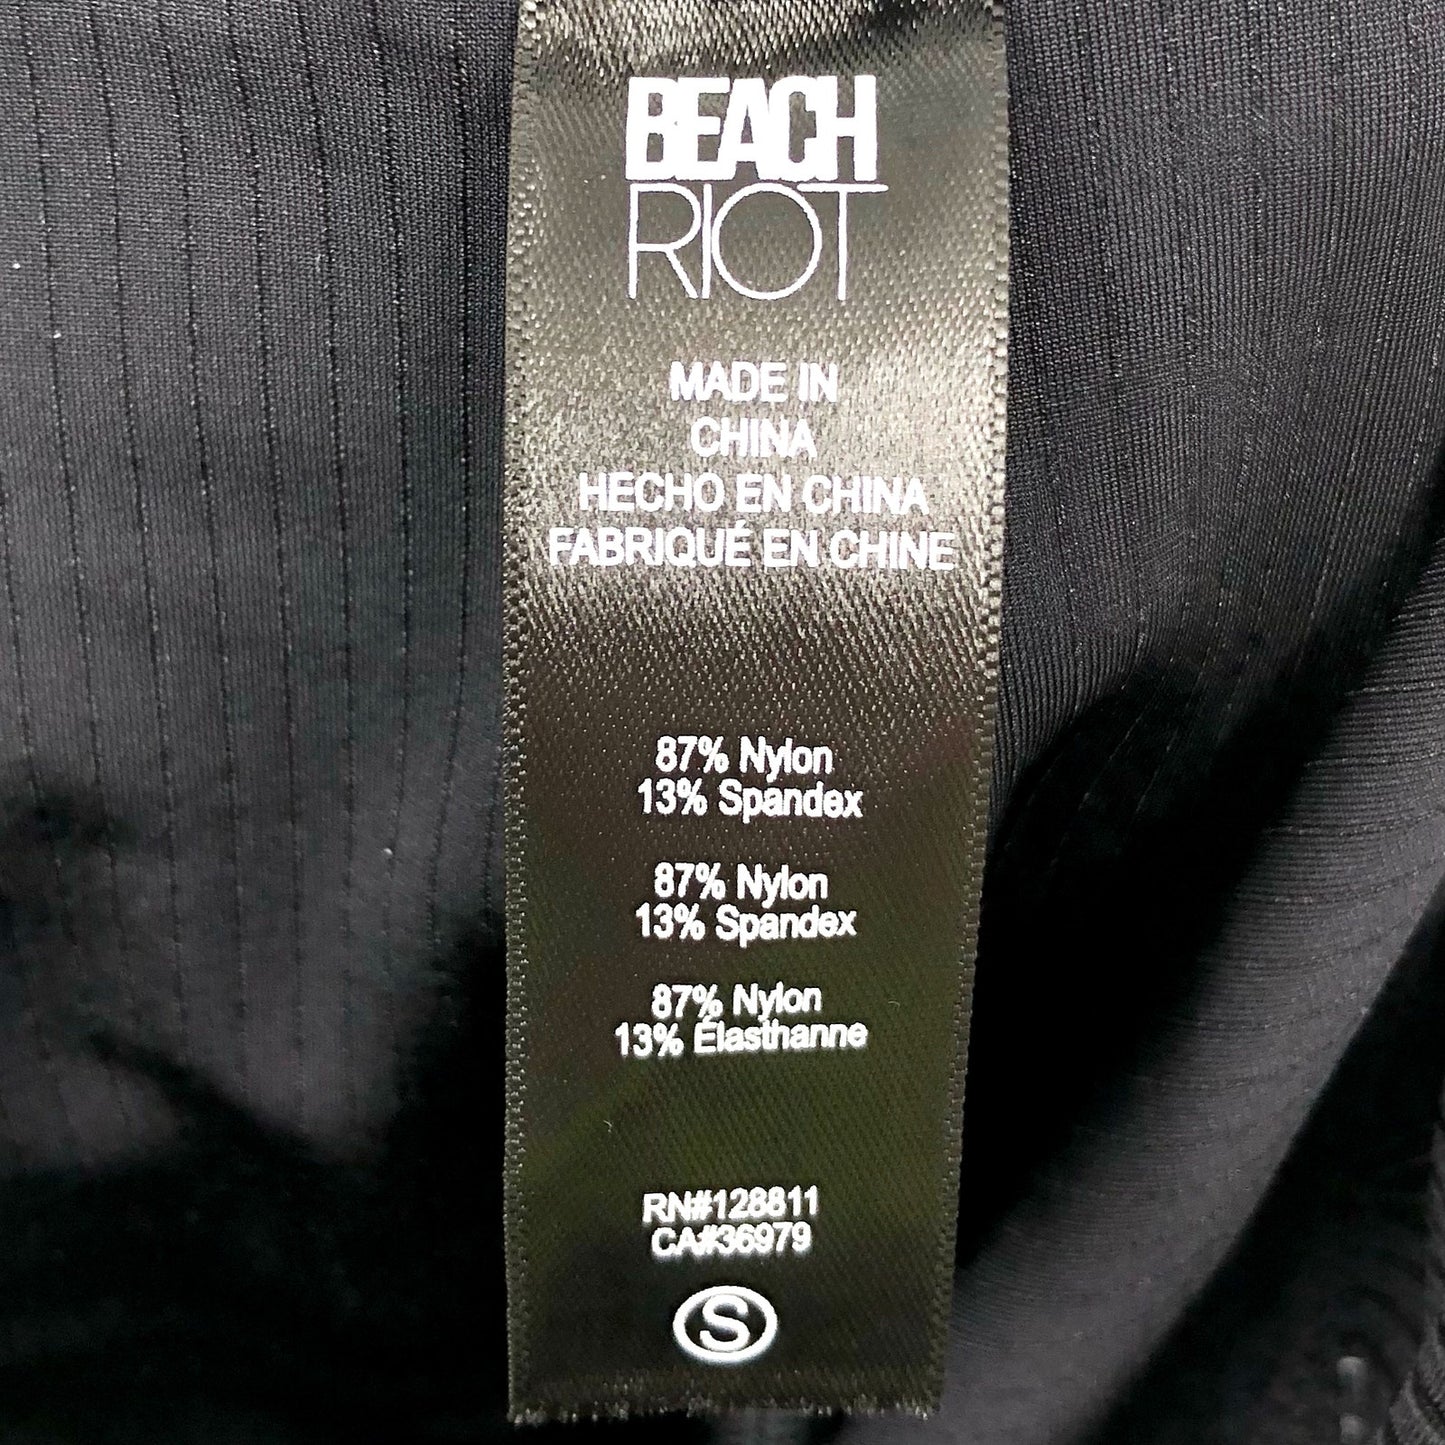 BEACH
RIOT
MADE IN
CHINA
HECHO EN CHINA
FABRIQUÉ EN CHINE
87% Nylon
13% Spandex
87% Nylon
13% Spandex
87% Nylon
13% Élasthanne
RN#128811
CA#36979
S